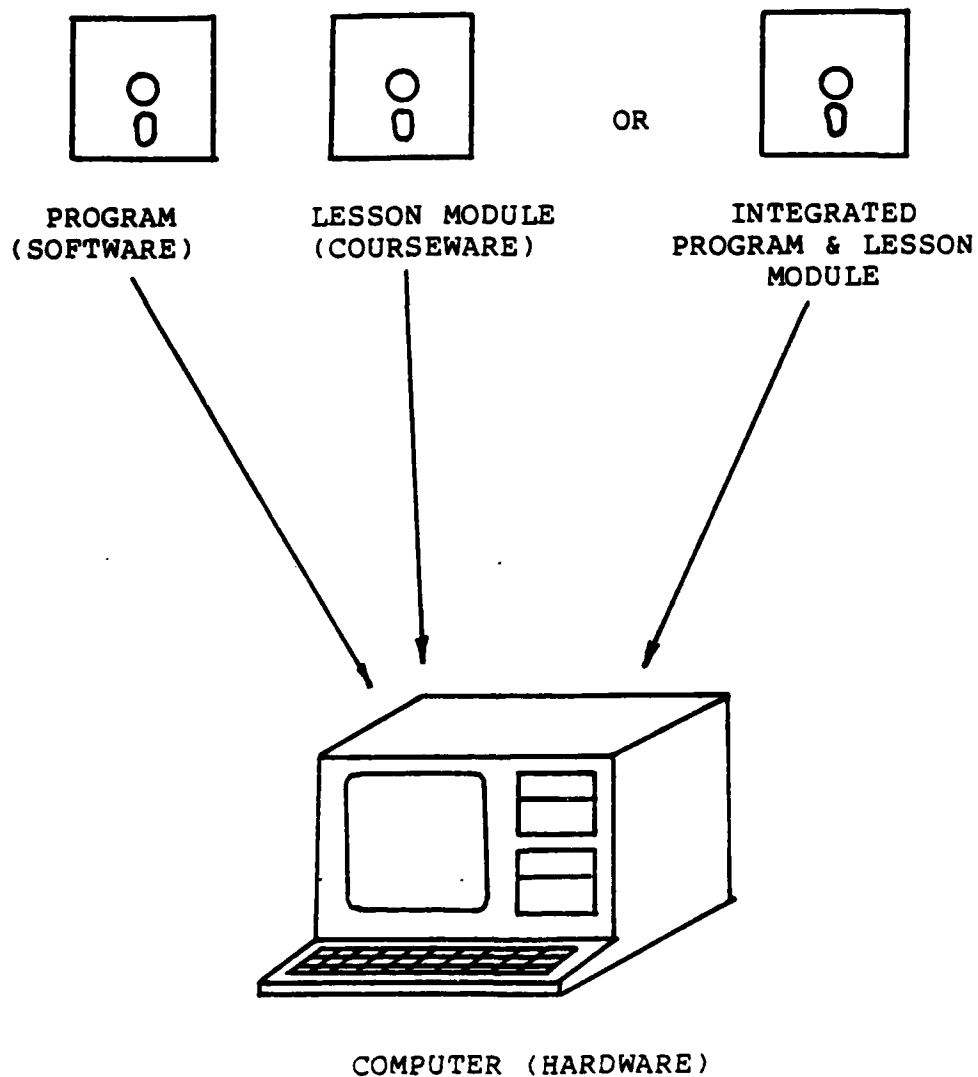 OR
PROGRAM
(SOFTWARE)
LESSON MODULE
(COURSEWARE)
INTEGRATED
PROGRAM & LESSON
MODULE
COMPUTER (HARDWARE)